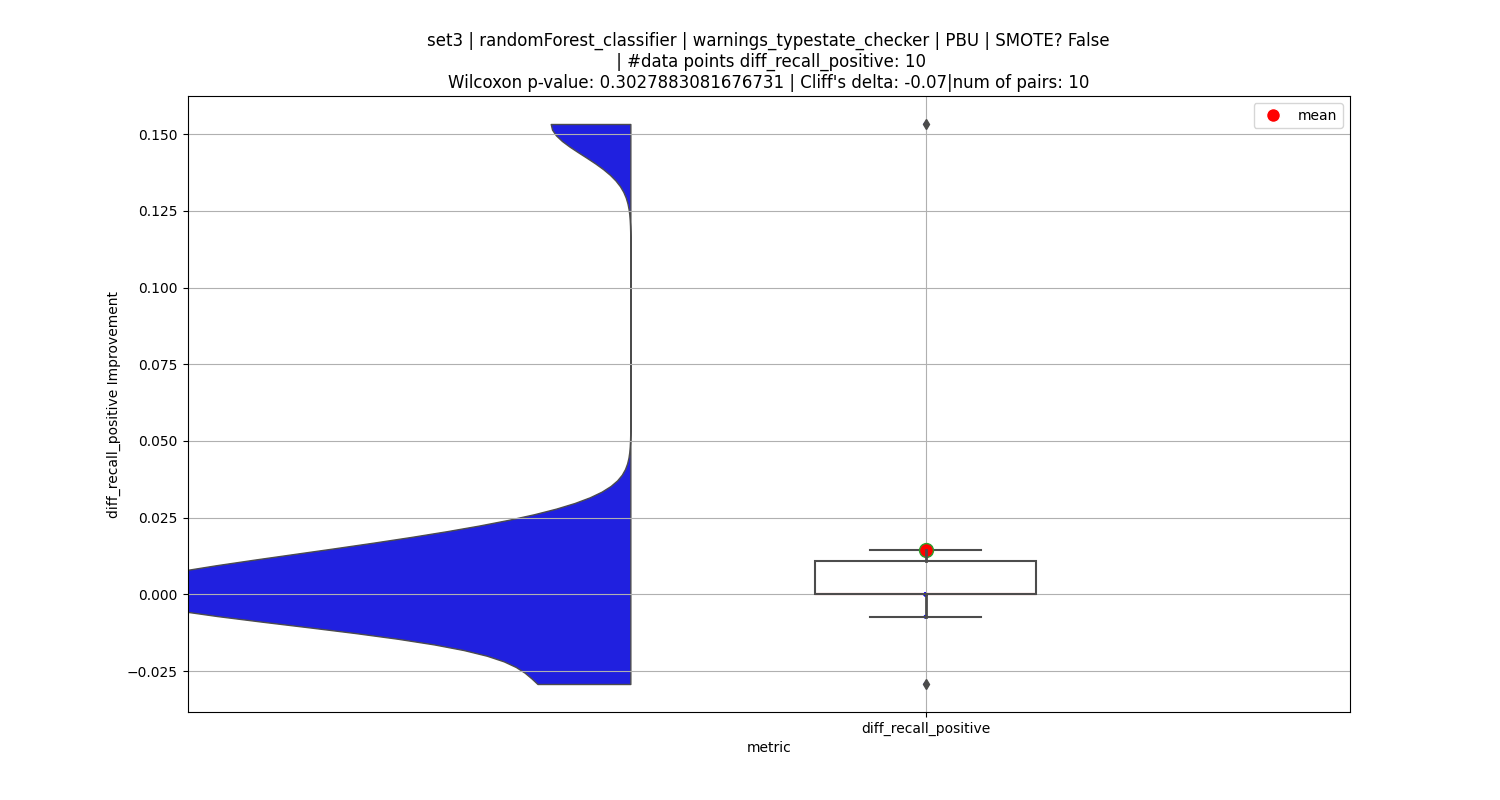 set3 | randomForest_classifier | warnings_typestate_checker | PBU | SMOTE? False
| #data points diff_recall_positive: 10
Wilcoxon p-value: 0.3027883081676731 | Cliff's delta: -0.07|num of pairs: 10
mean
0.150
0.125
0.100
0.075
0.050
0.025
0.000
−0.025
diff_recall_positive Improvement
diff_recall_positive
metric